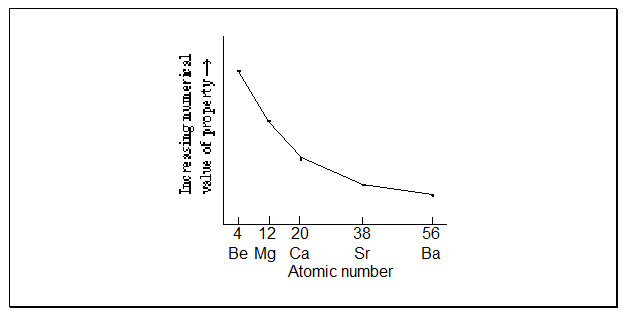 Increasing numerical
value of property →
4 12 20 38 56
Be Mg Ca Sr Ba
Atomic number